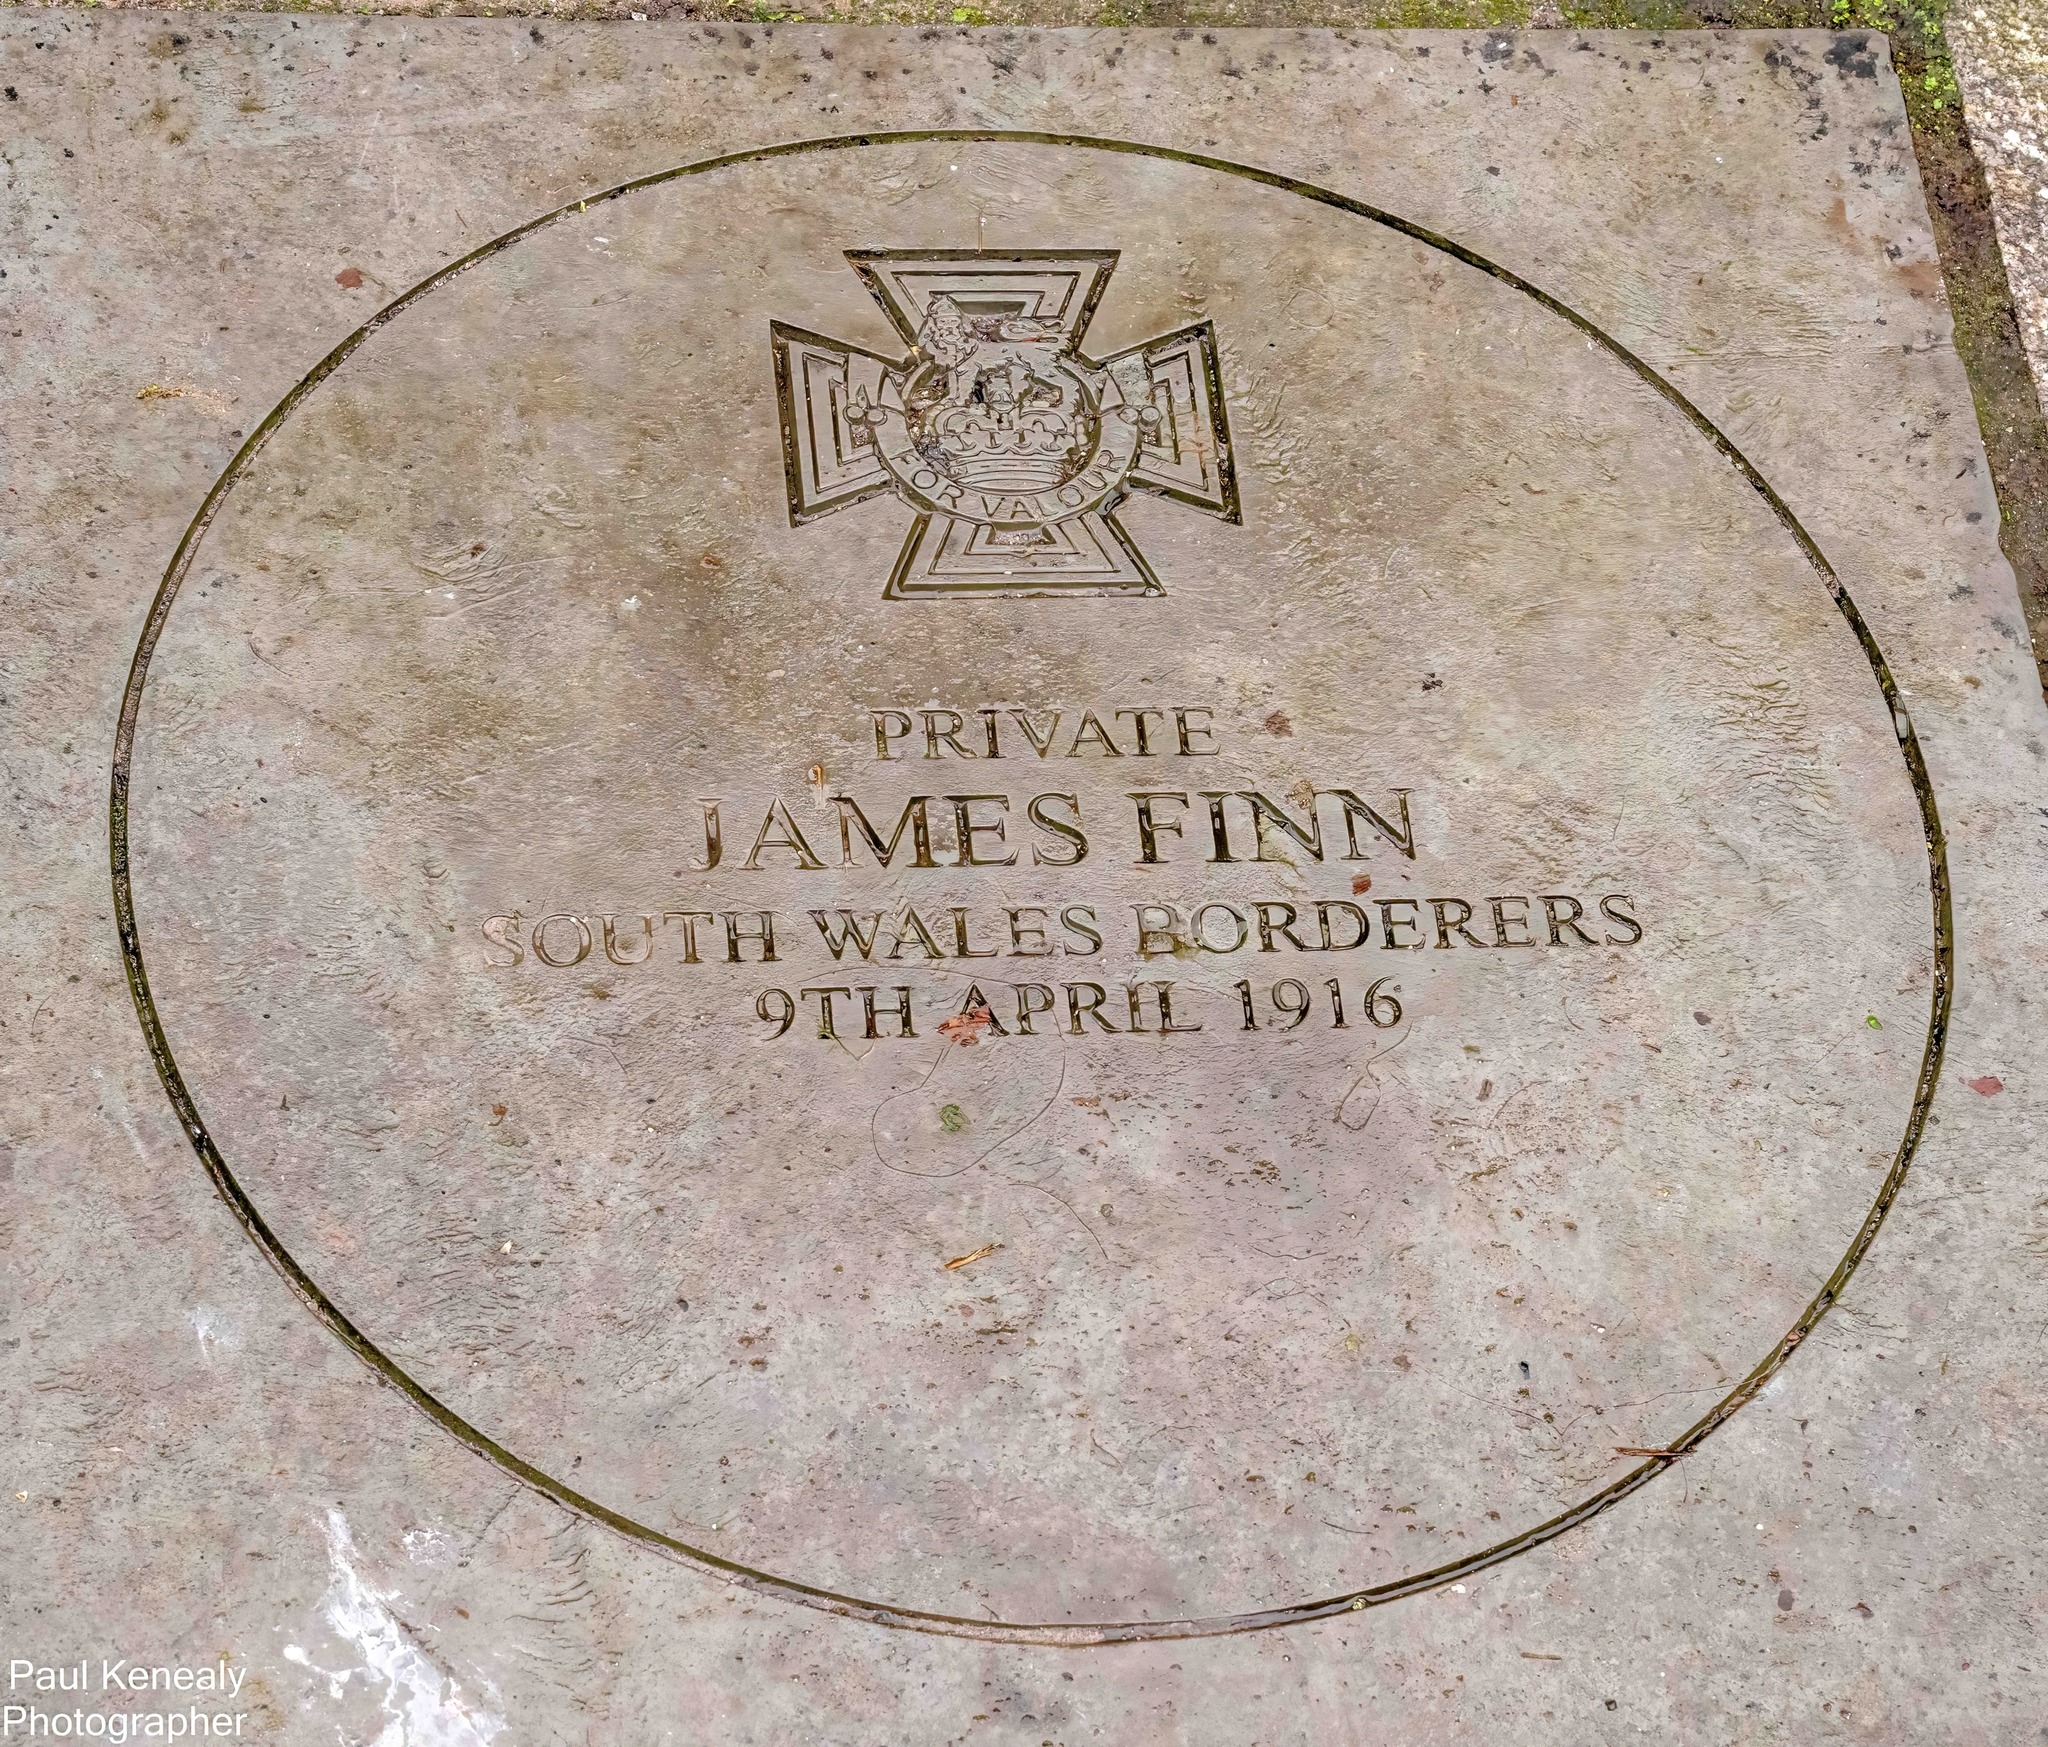 FOR VALOUR
PRIVATE
JAMES FINN
SOUTH WALES BORDERERS
9TH APRIL 1916
Paul Kenealy
Photographer